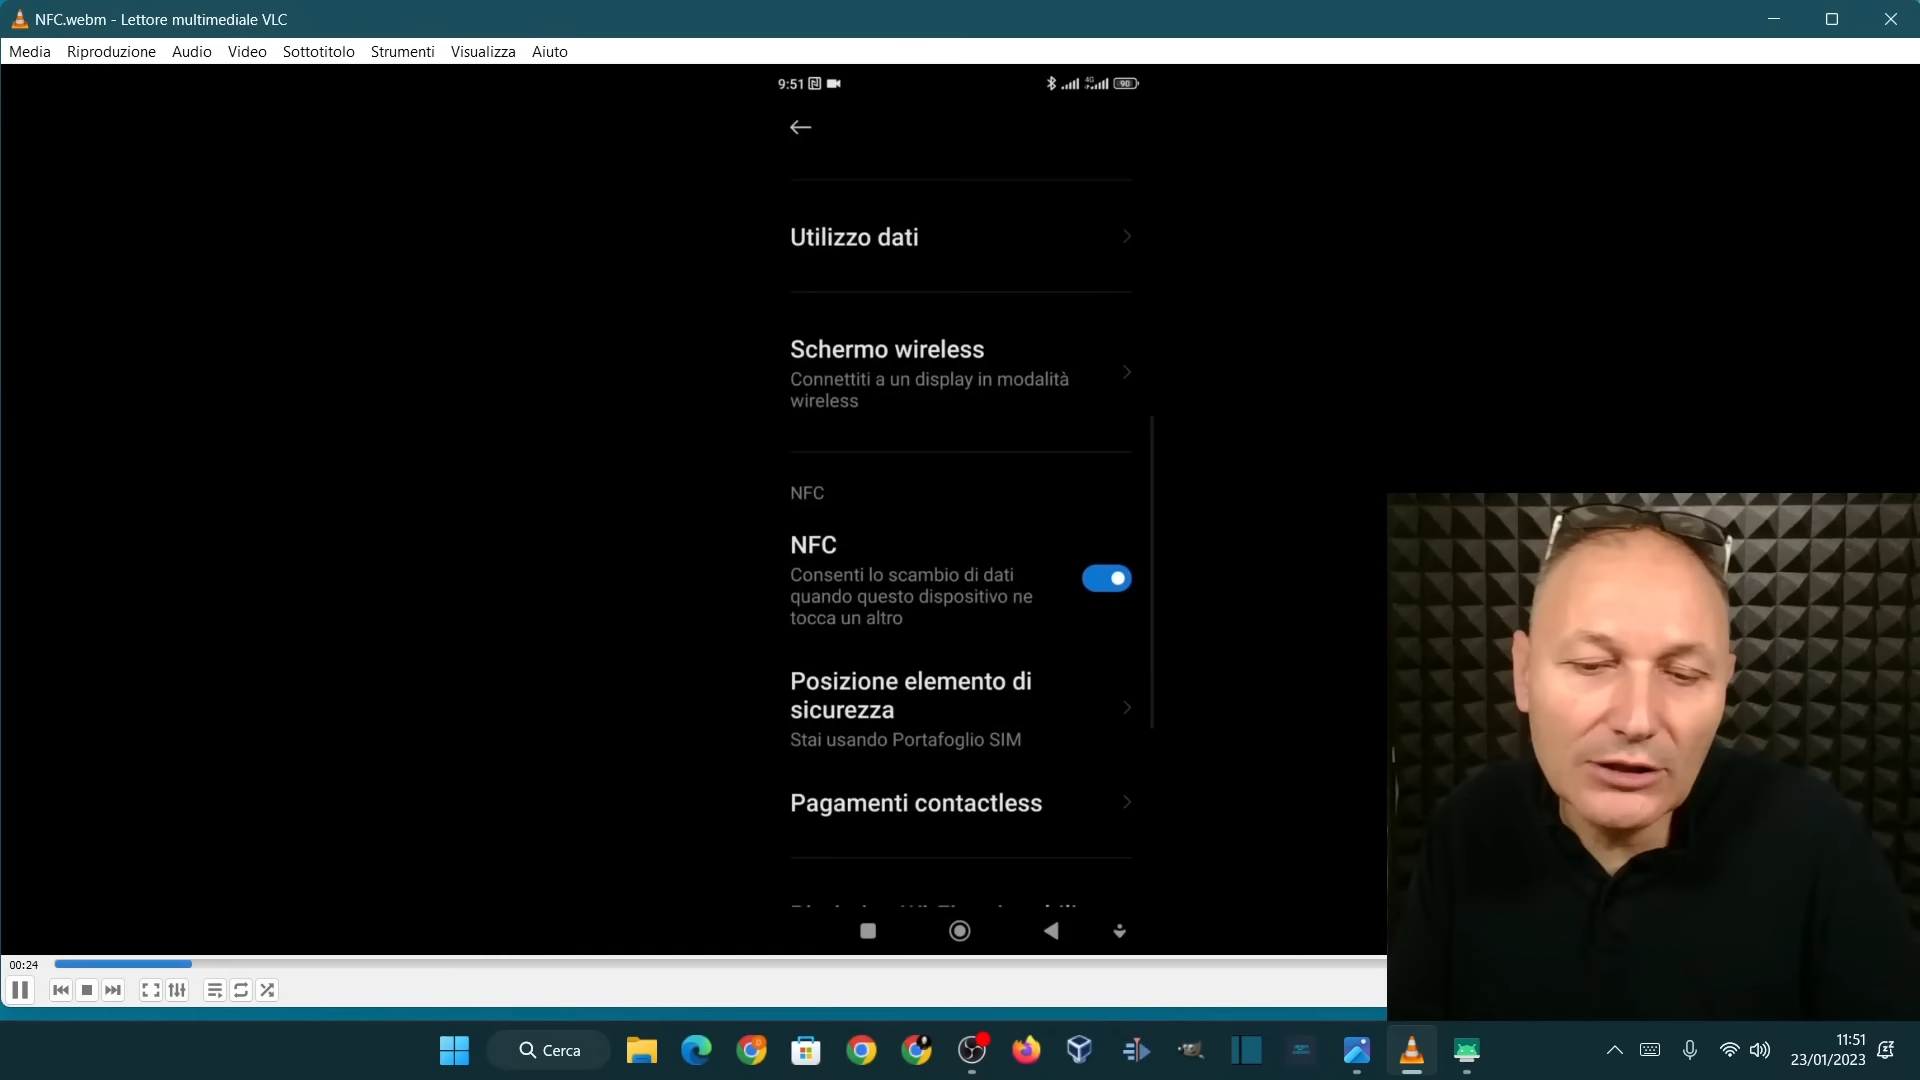 NFC.webm - Lettore multimediale VLC
Media Riproduzione Audio Video Sottotitolo Strumenti Visualizza Aiuto
9:51
4G
90
Utilizzo dati
Schermo wireless
Connettiti a un display in modalità
wireless
NFC
NFC
Consenti lo scambio di dati
quando questo dispositivo ne
tocca un altro
Posizione elemento di
sicurezza
Stai usando Portafoglio SIM
Pagamenti contactless
00:24
Cerca
11:51
23/01/2023